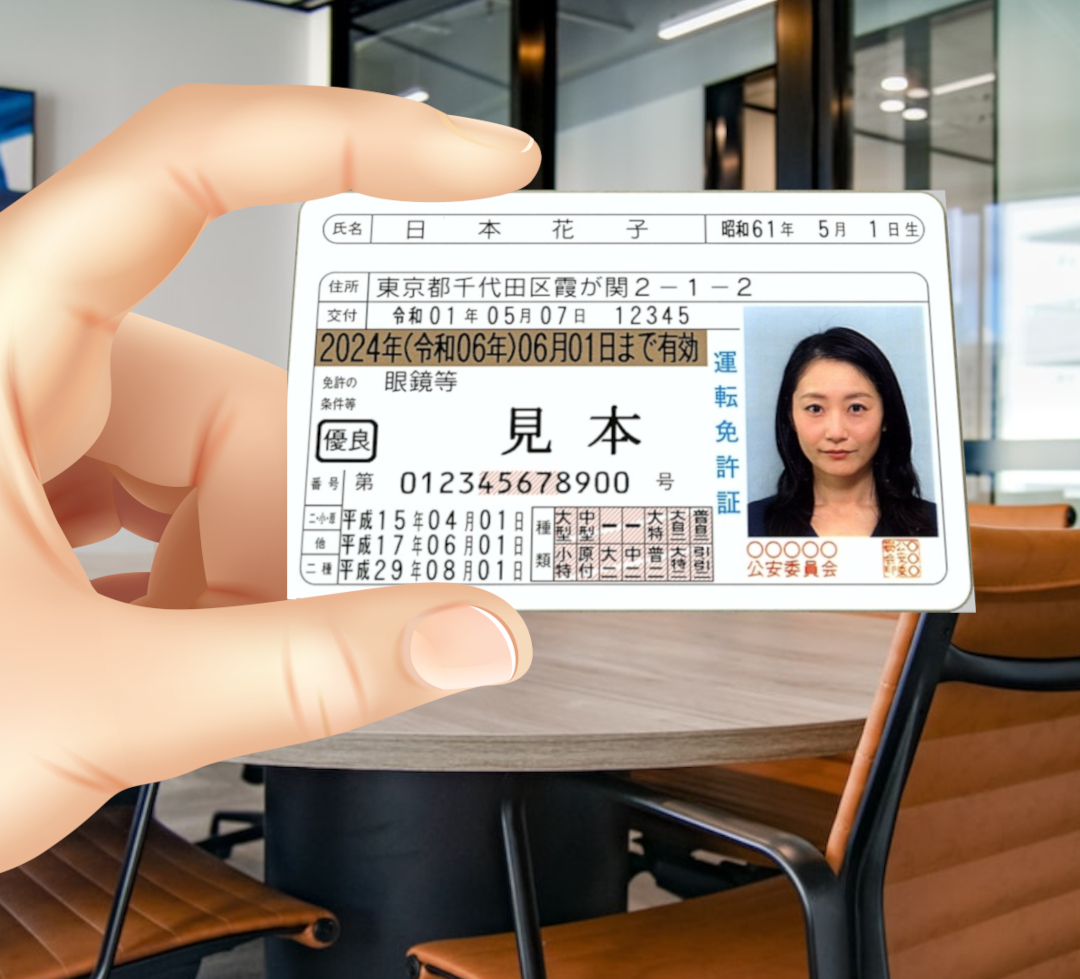 氏名 日本花子 昭和61年 5月 1日生
住所 東京都千代田区霞が関2-1-2
交付 令和01年05月07日 12345
2024年(令和06年)06月01日まで有効
免許の
条件等
眼鏡等
見本
優良
番号 第 012345678900 号
二・小・原 平成15年04月01日
他 平成17年06月01日
二種 平成29年08月01日
種類
大型 中型 ー ー 大特 大自二 普自二
小特 原付 大二 中二 普二 大特二 引引二
運転免許証
○○○○○
公安委員会